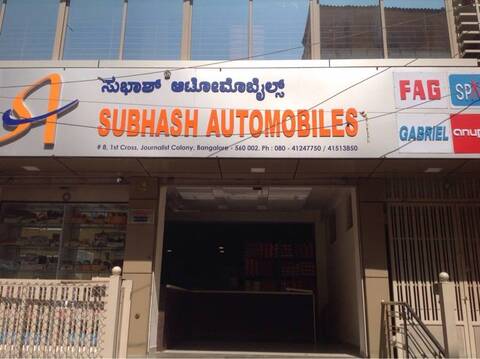 ಸುಭಾಶ್ ಆಟೋಮೊಬೈಲ್ಸ್
SUBHASH AUTOMOBILES
# 8, 1st Cross, Journalist Colony, Bangalore - 560 002. Ph : 080 - 41247750 / 41513850
FAG
GABRIEL